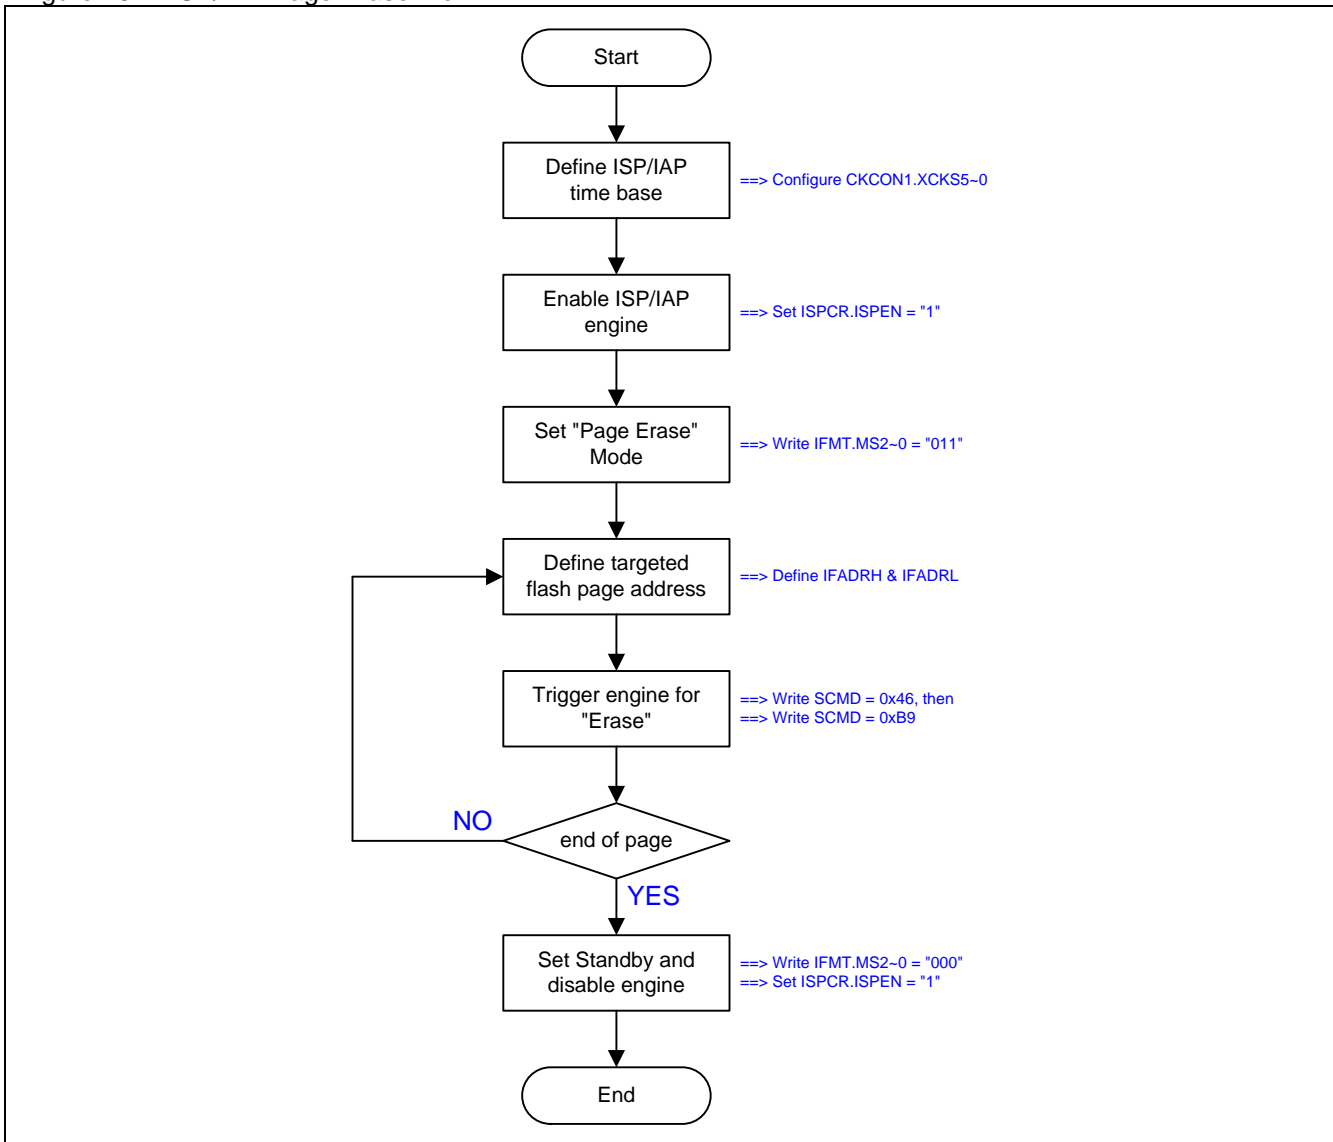 Start
Define ISP/IAP
time base
==> Configure CKCON1.XCKS5~0
Enable ISP/IAP
engine
==> Set ISPCR.ISPEN = "1"
Set "Page Erase"
Mode
==> Write IFMT.MS2~0 = "011"
Define targeted
flash page address
==> Define IFADRH & IFADRL
Trigger engine for
"Erase"
==> Write SCMD = 0x46, then
==> Write SCMD = 0xB9
NO
end of page
YES
Set Standby and
disable engine
==> Write IFMT.MS2~0 = "000"
==> Set ISPCR.ISPEN = "1"
End